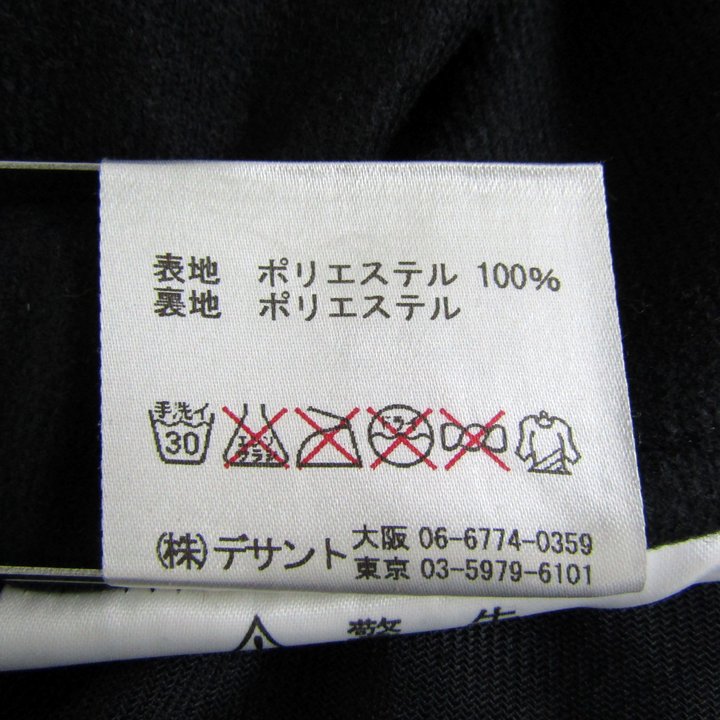 表地 ポリエステル 100%
裏地 ポリエステル
手洗イ
30
エンソ
サラシ
ドライ
(株)デサント
大阪 06-6774-0359
東京 03-5979-6101
警 告